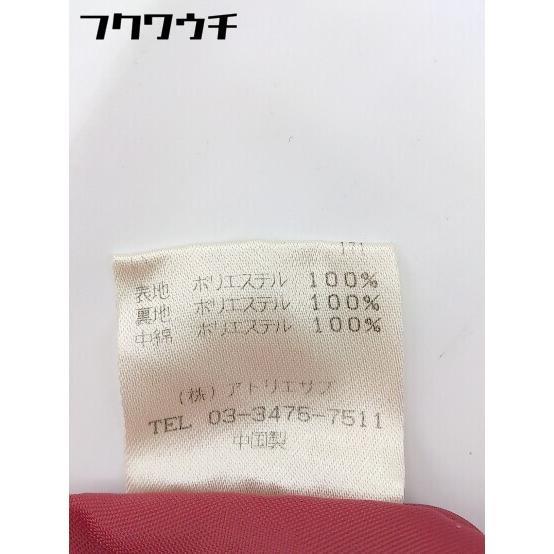 フクワウチ
171
表地 ポリエステル 100%
裏地 ポリエステル 100%
中綿 ポリエステル 100%
(株)アトリエサブ
TEL 03-3475-7511
中国製